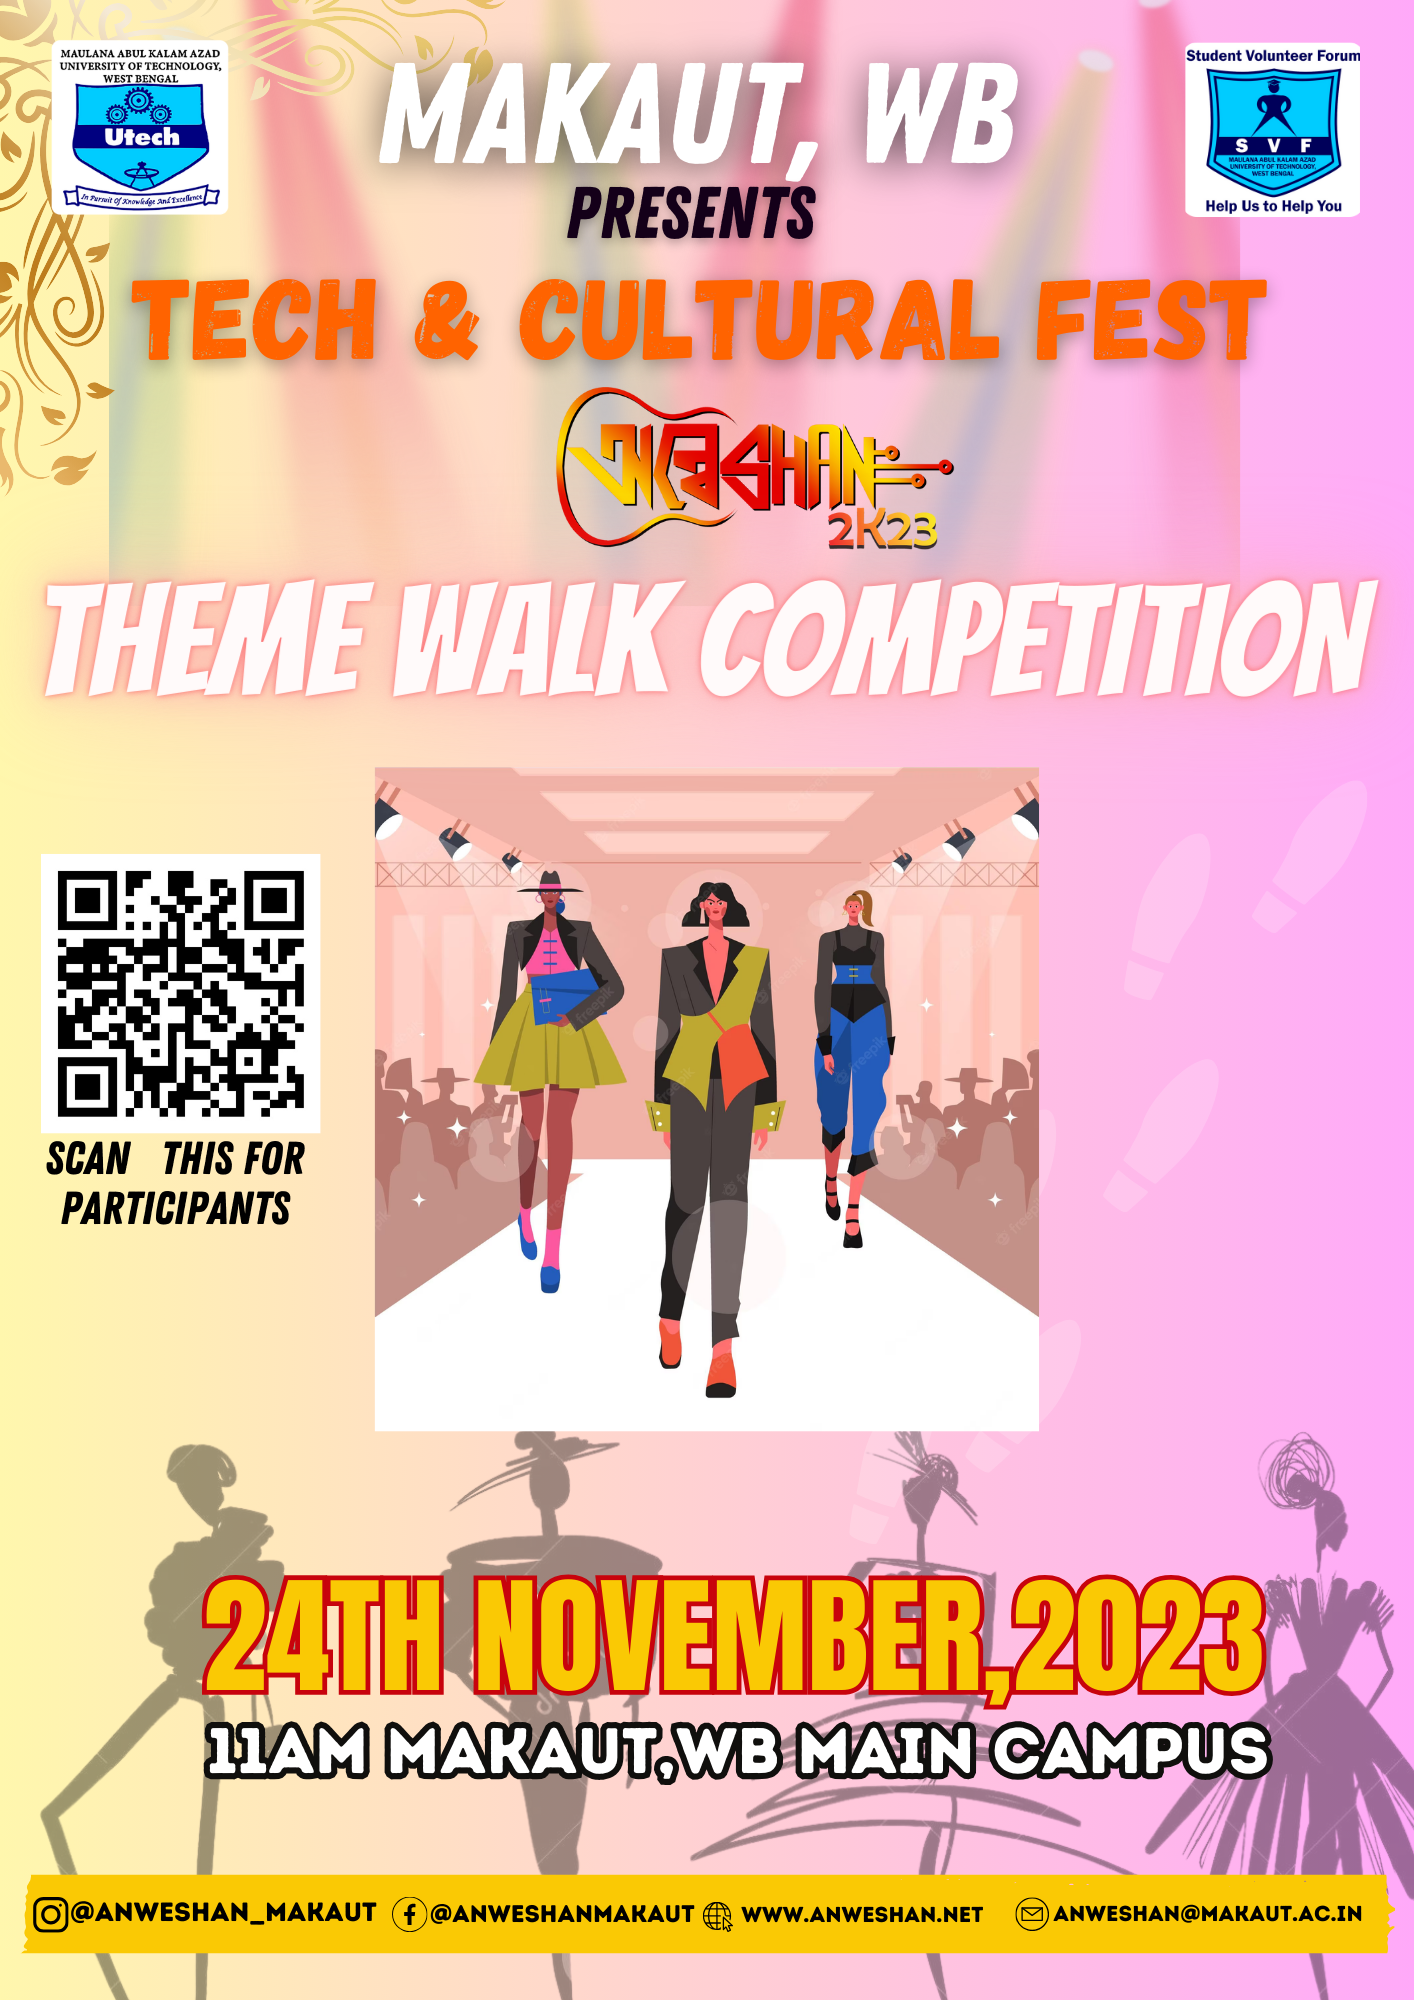 MAULANA ABUL KALAM AZAD
UNIVERSITY OF TECHNOLOGY,
WEST BENGAL
Utech
In Pursuit Of Knowledge And Excellence
Student Volunteer Forum
S V F
MAULANA ABUL KALAM AZAD
UNIVERSITY OF TECHNOLOGY,
WEST BENGAL
Help Us to Help You
MAKAUT, WB
PRESENTS
TECH & CULTURAL FEST
অন্বেSHAN
2K23
THEME WALK COMPETITION
SCAN THIS FOR
PARTICIPANTS
24TH NOVEMBER,2023
11AM MAKAUT,WB MAIN CAMPUS
@ANWESHAN_MAKAUT @ANWESHANMAKAUT WWW.ANWESHAN.NET ANWESHAN@MAKAUT.AC.IN